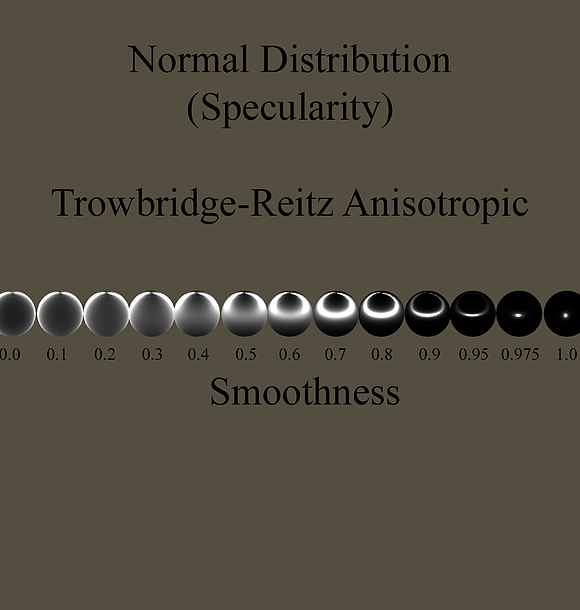 Normal Distribution
(Specularity)
Trowbridge-Reitz Anisotropic
0.0 0.1 0.2 0.3 0.4 0.5 0.6 0.7 0.8 0.9 0.95 0.975 1.0
Smoothness